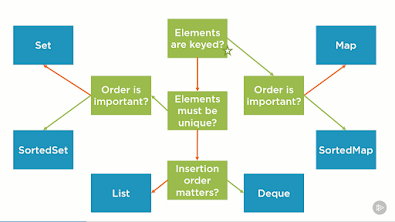 Elements
are keyed?
Set
Map
Order is
important?
Elements
must be
unique?
Order is
important?
SortedSet
SortedMap
List
Insertion
order
matters?
Deque